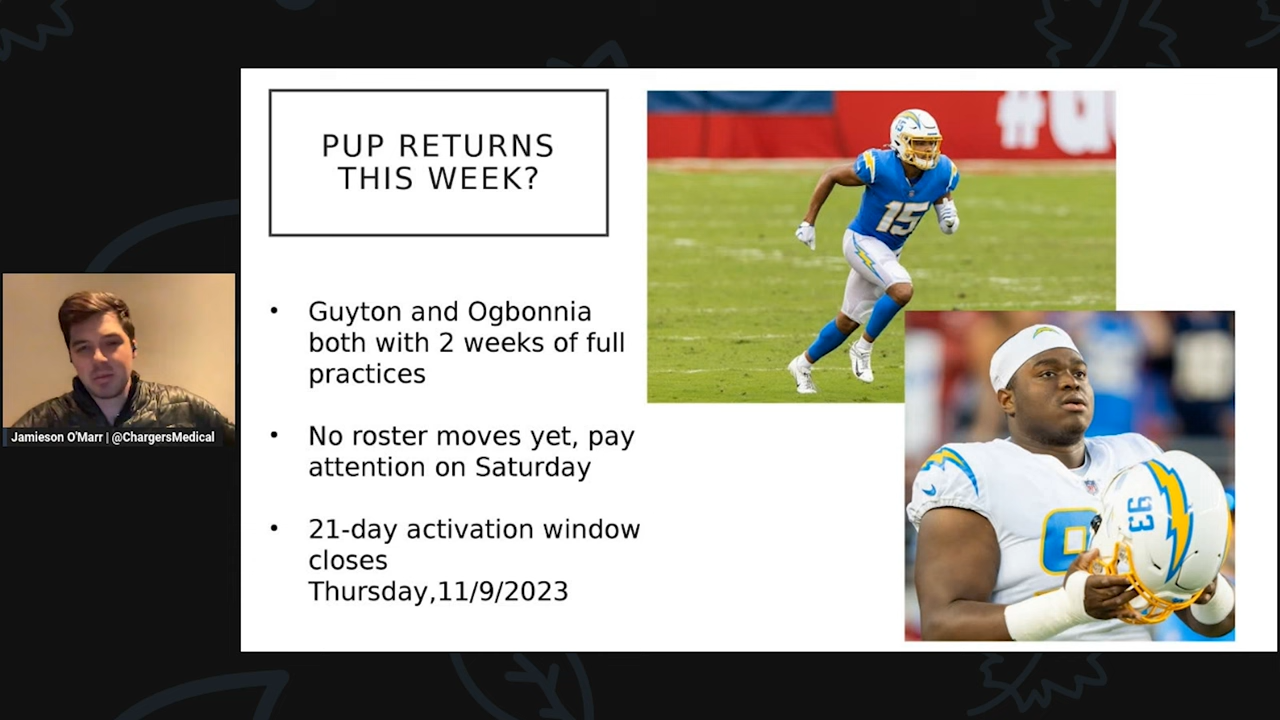 PUP RETURNS
THIS WEEK?
• Guyton and Ogbonnia
both with 2 weeks of full
practices
• No roster moves yet, pay
attention on Saturday
• 21-day activation window
closes
Thursday,11/9/2023
15
93
Jamieson O'Marr | @ChargersMedical